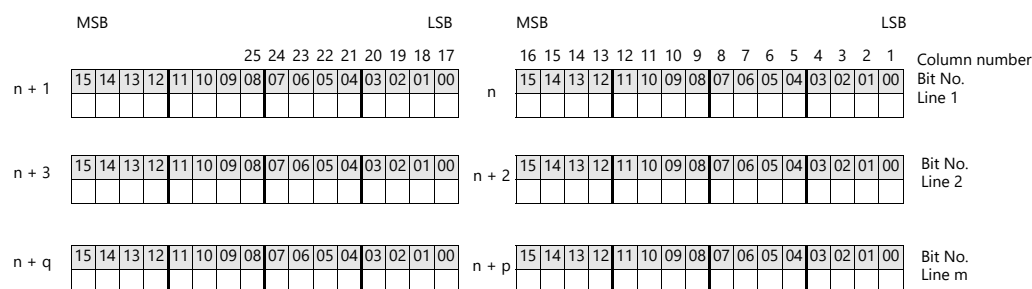 MSB LSB MSB LSB
25 24 23 22 21 20 19 18 17 16 15 14 13 12 11 10 9 8 7 6 5 4 3 2 1 Column number
n + 1 15 14 13 12 11 10 09 08 07 06 05 04 03 02 01 00 n 15 14 13 12 11 10 09 08 07 06 05 04 03 02 01 00 Bit No.
Line 1
n + 3 15 14 13 12 11 10 09 08 07 06 05 04 03 02 01 00 n + 2 15 14 13 12 11 10 09 08 07 06 05 04 03 02 01 00 Bit No.
Line 2
n + q 15 14 13 12 11 10 09 08 07 06 05 04 03 02 01 00 n + p 15 14 13 12 11 10 09 08 07 06 05 04 03 02 01 00 Bit No.
Line m